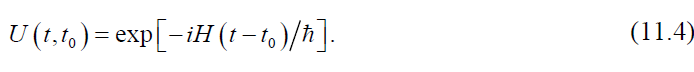 U(t,t₀) = exp[−iH(t−t₀)/ℏ]. (11.4)